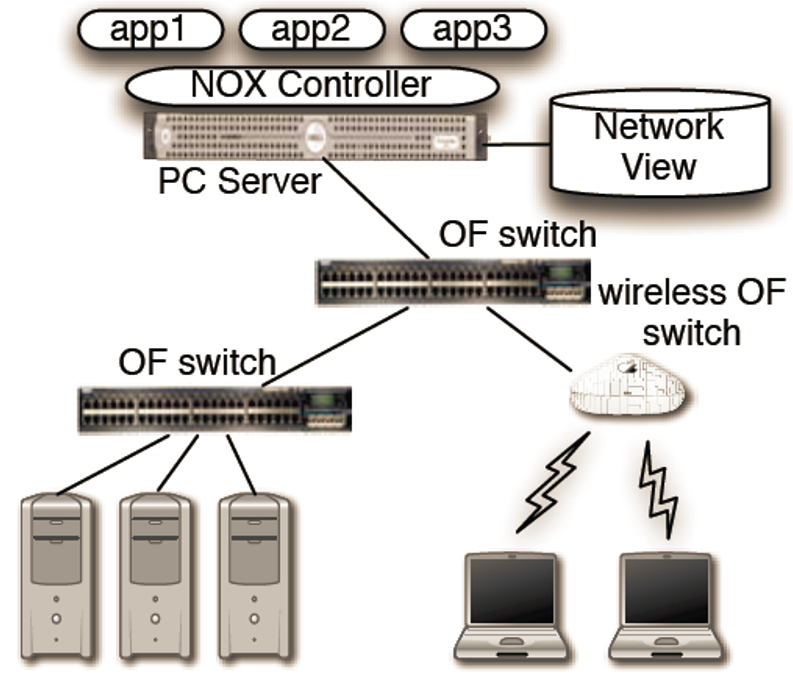 app1 app2 app3
NOX Controller
PC Server
Network
View
OF switch
wireless OF
switch
OF switch